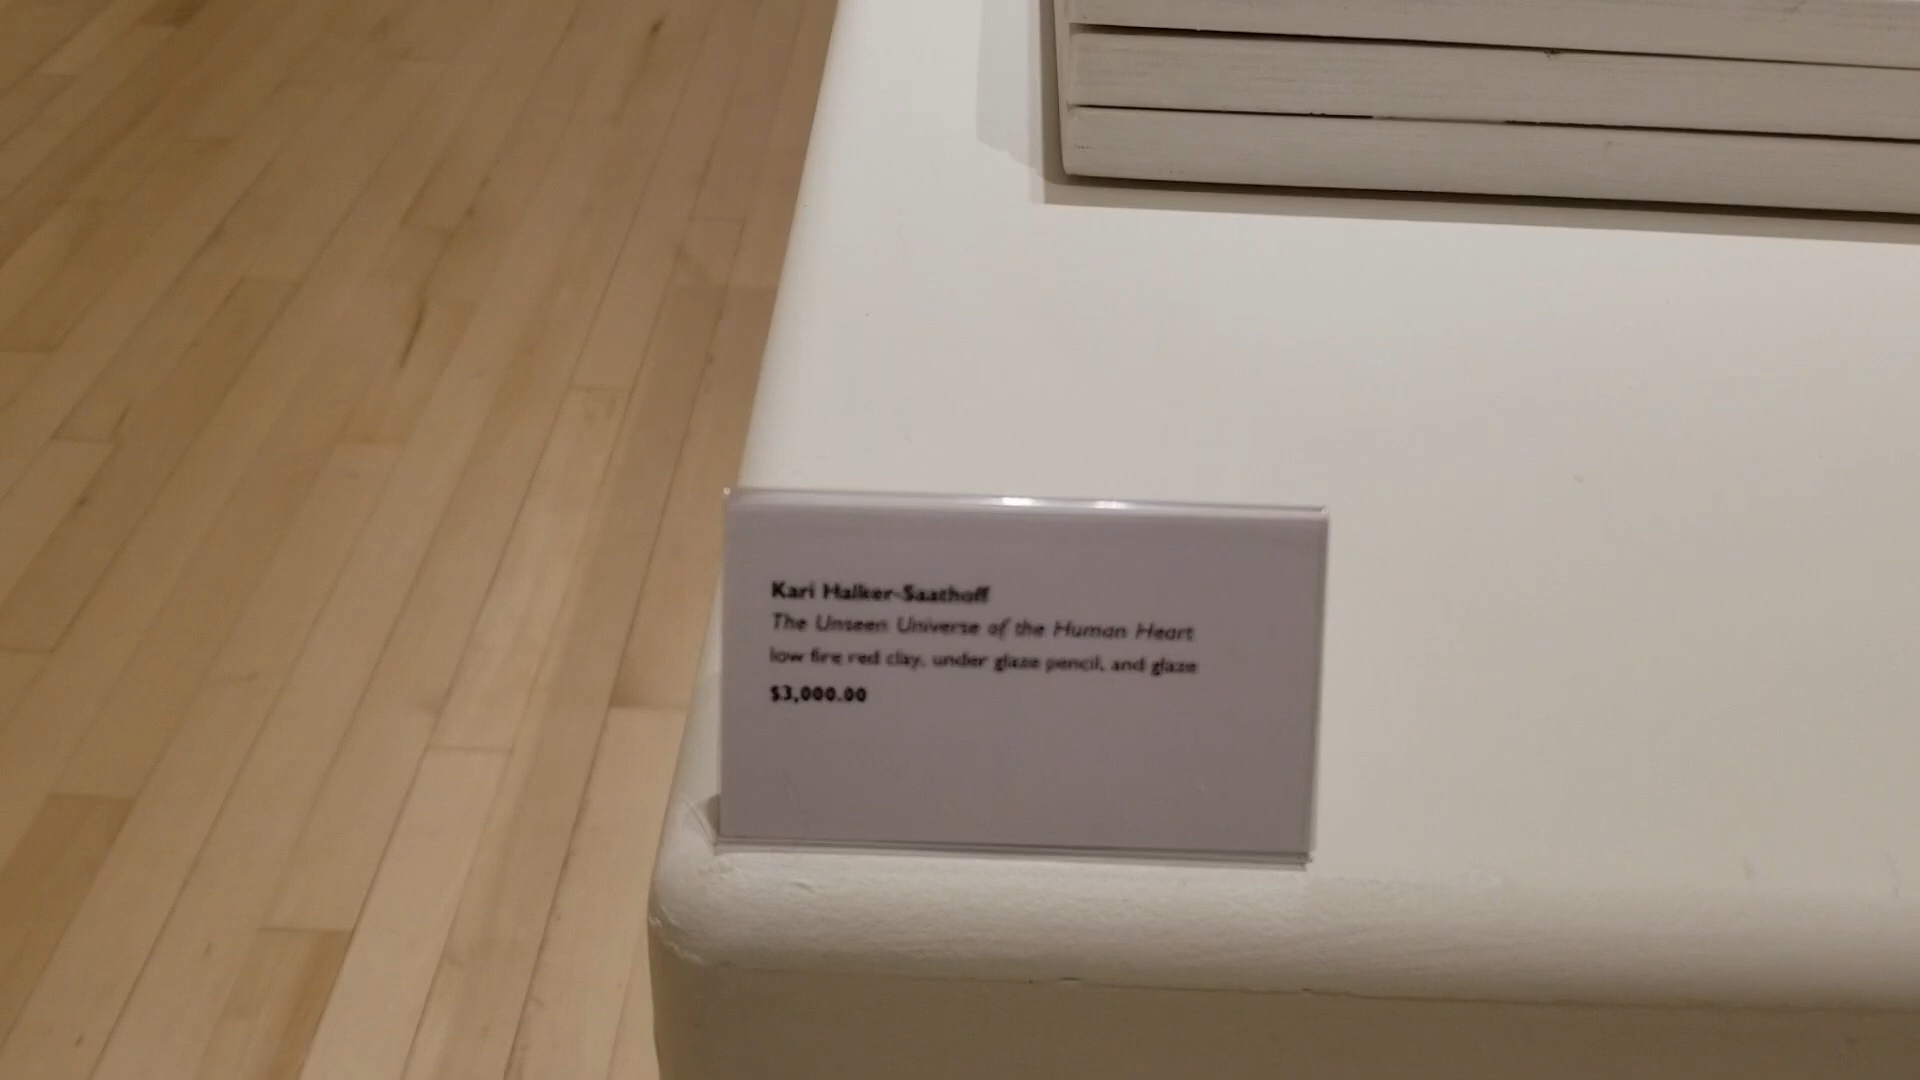 Kari Halker-Saathoff
The Unseen Universe of the Human Heart
low fire red clay, under glaze pencil, and glaze
$3,000.00